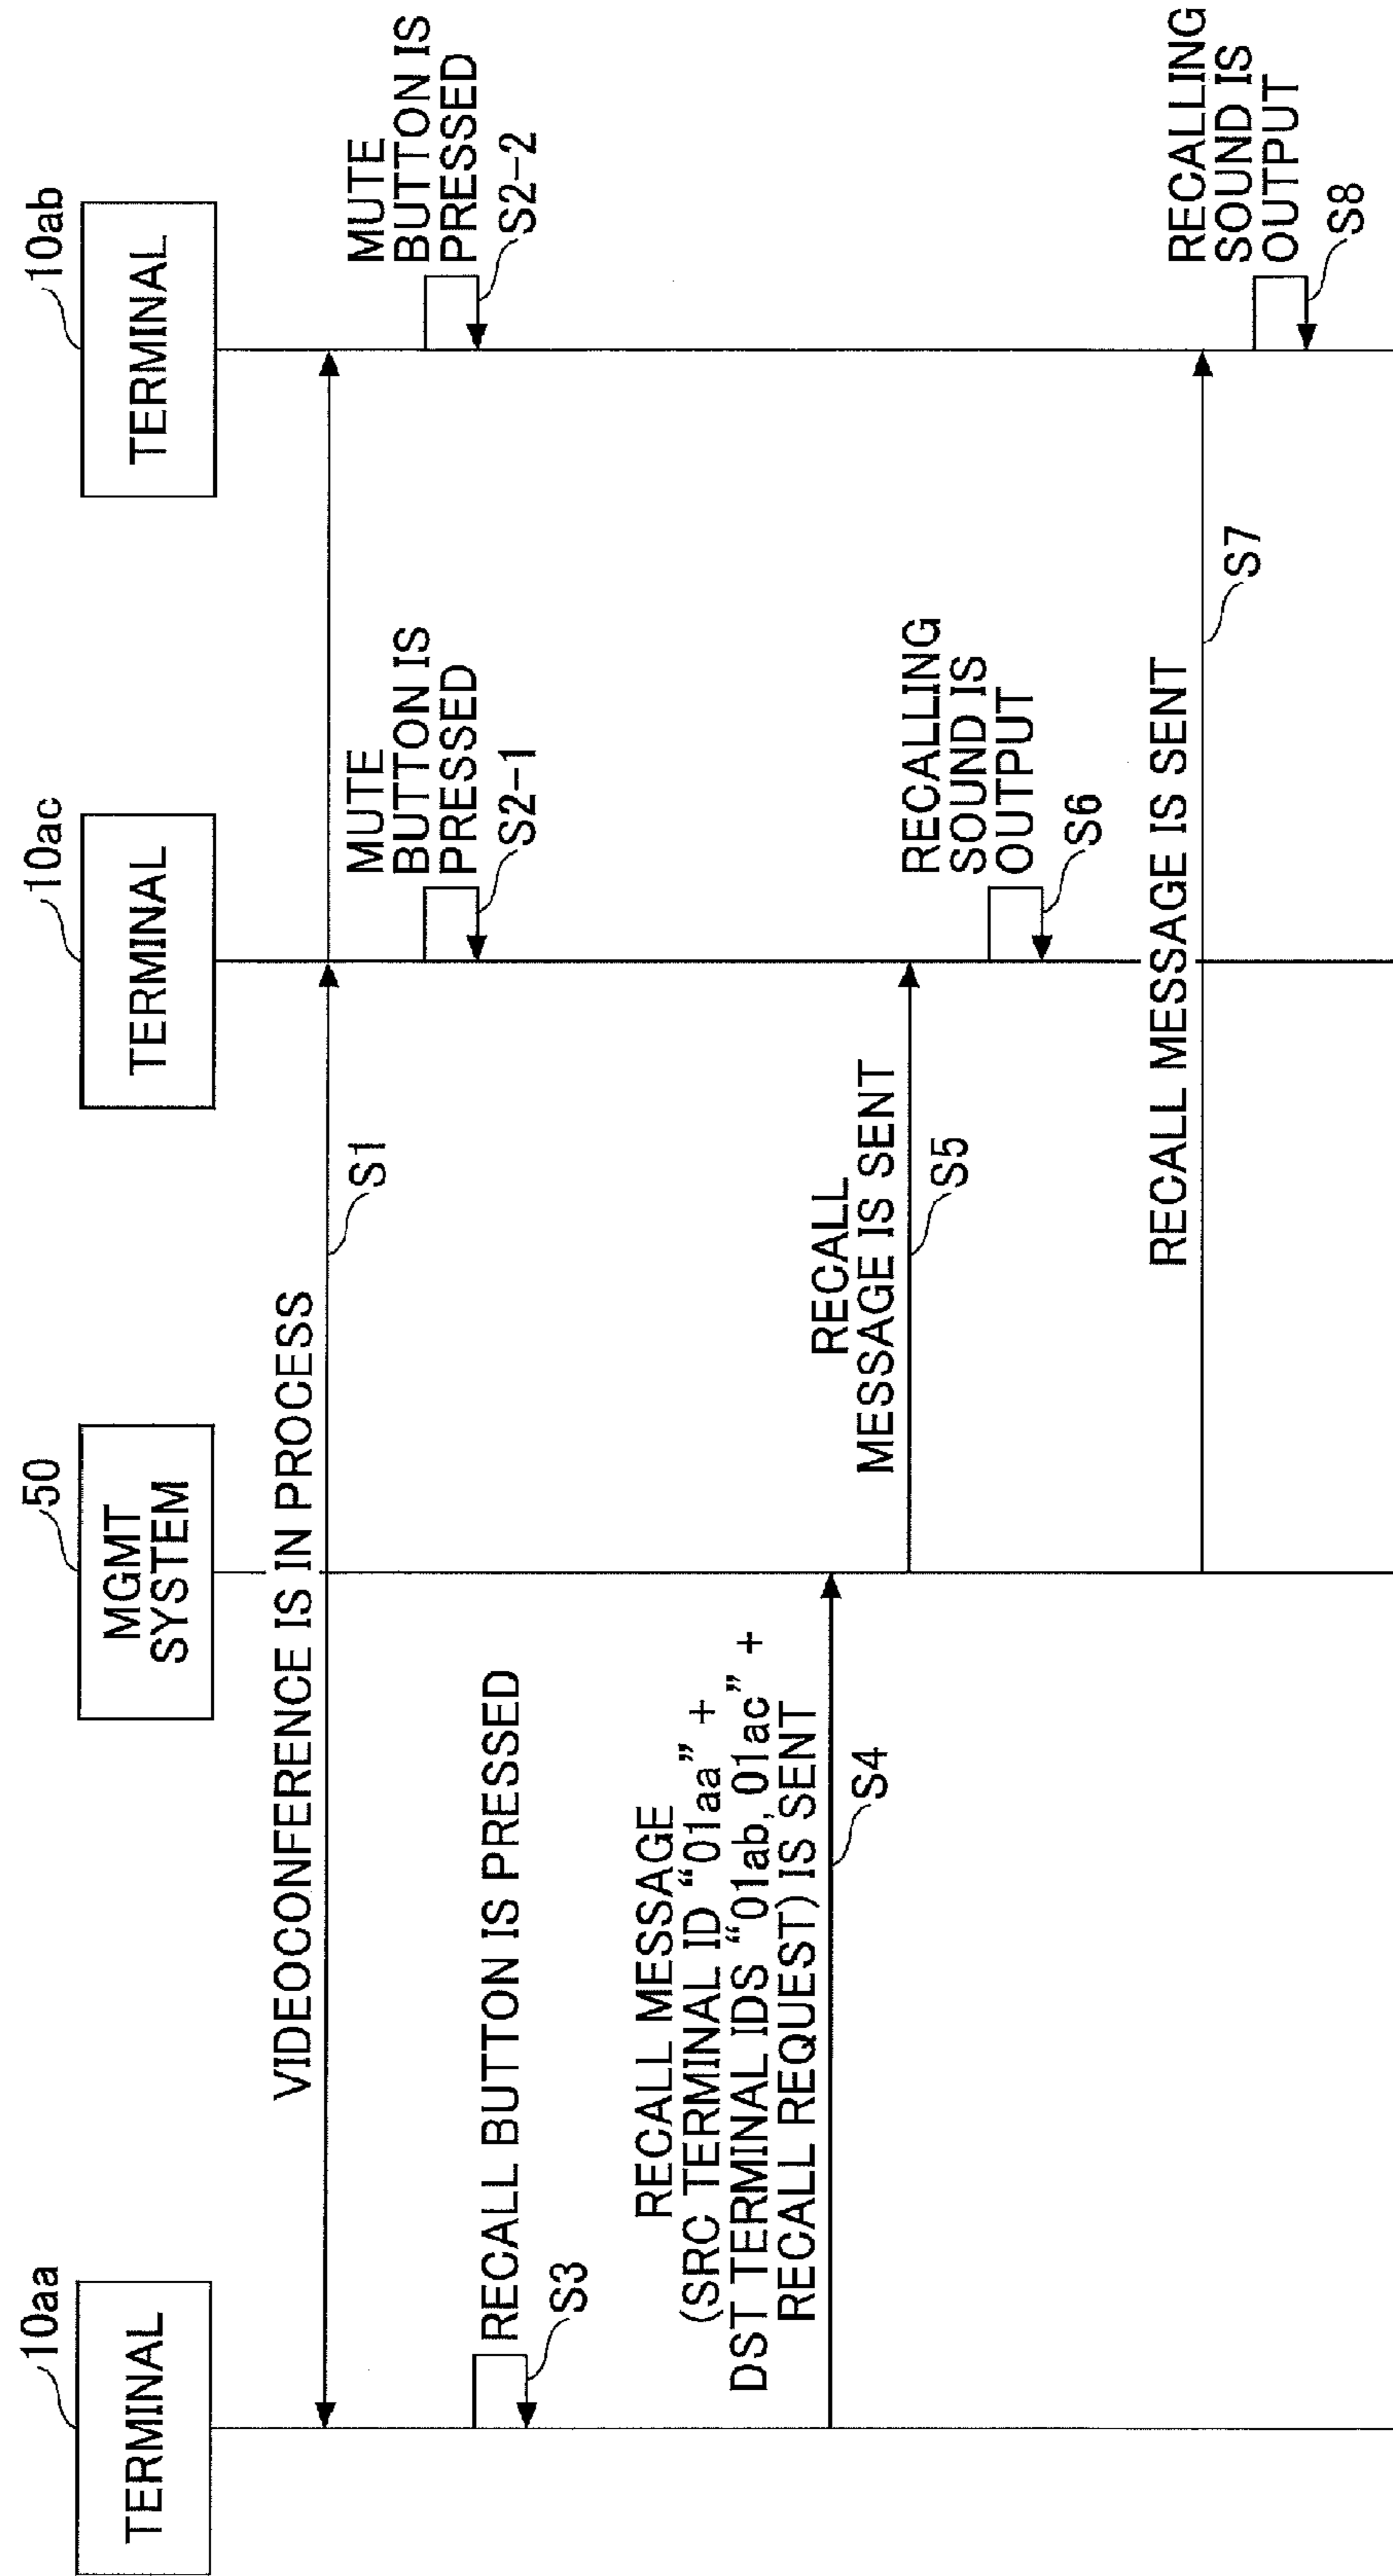 10aa
TERMINAL
50
MGMT
SYSTEM
10ac
TERMINAL
10ab
TERMINAL
VIDEOCONFERENCE IS IN PROCESS
S1
MUTE
BUTTON IS
PRESSED
S2-1
MUTE
BUTTON IS
PRESSED
S2-2
RECALL BUTTON IS PRESSED
S3
RECALL MESSAGE
(SRC TERMINAL ID “01aa” +
DST TERMINAL IDS “01ab, 01ac” +
RECALL REQUEST) IS SENT
S4
RECALL
MESSAGE IS SENT
S5
RECALLING
SOUND IS
OUTPUT
S6
RECALL MESSAGE IS SENT
S7
RECALLING
SOUND IS
OUTPUT
S8